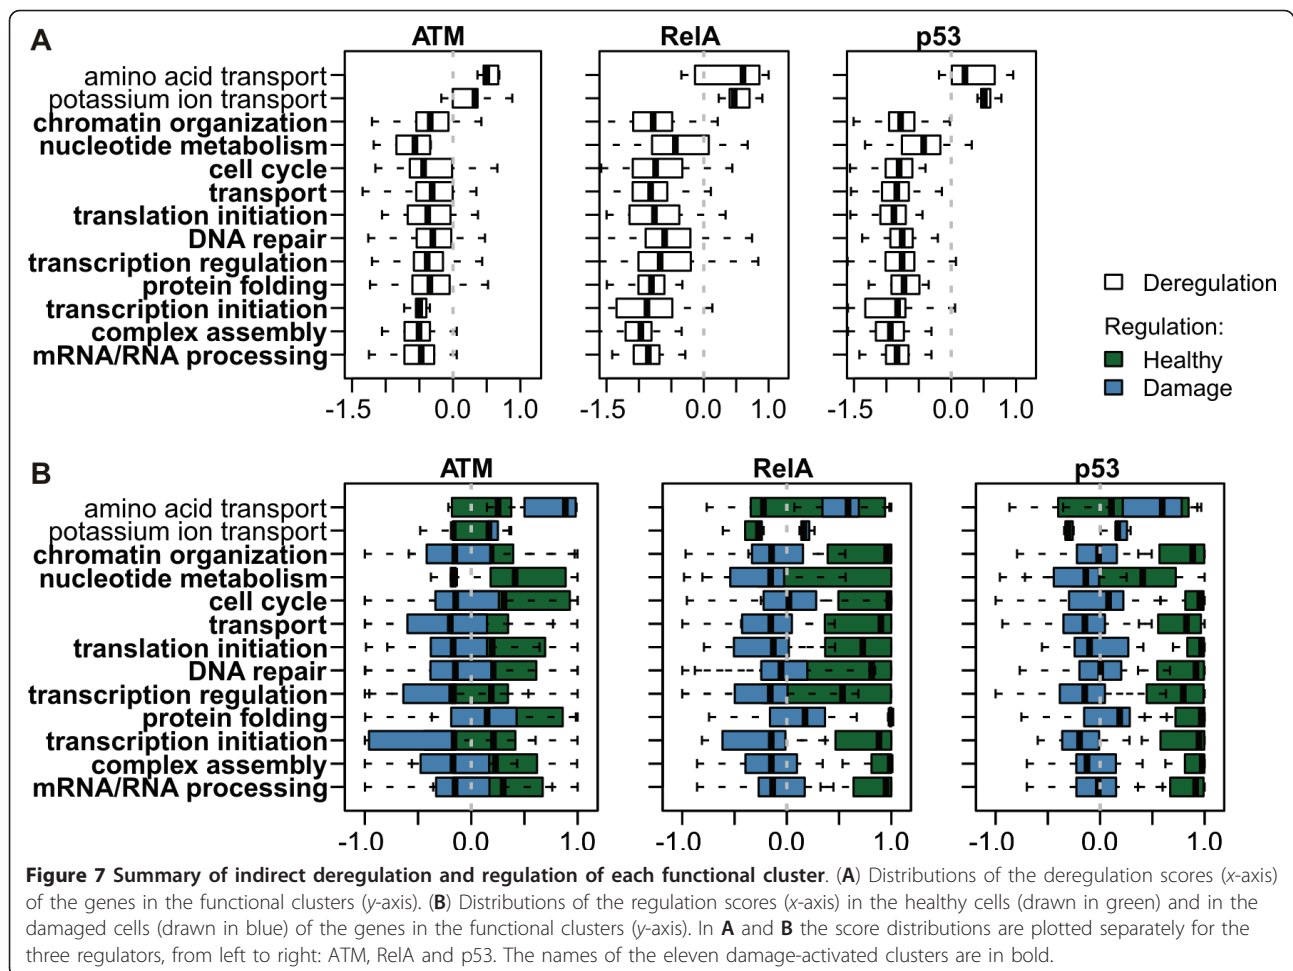 A
ATM RelA p53
amino acid transport
potassium ion transport
chromatin organization
nucleotide metabolism
cell cycle
transport
translation initiation
DNA repair
transcription regulation
protein folding
transcription initiation
complex assembly
mRNA/RNA processing
-1.5 0.0 1.0 -1.5 0.0 1.0 -1.5 0.0 1.0
Deregulation
Regulation:
Healthy
Damage
B
ATM RelA p53
amino acid transport
potassium ion transport
chromatin organization
nucleotide metabolism
cell cycle
transport
translation initiation
DNA repair
transcription regulation
protein folding
transcription initiation
complex assembly
mRNA/RNA processing
-1.0 0.0 1.0 -1.0 0.0 1.0 -1.0 0.0 1.0
Figure 7 Summary of indirect deregulation and regulation of each functional cluster. (A) Distributions of the deregulation scores (x-axis)
of the genes in the functional clusters (y-axis). (B) Distributions of the regulation scores (x-axis) in the healthy cells (drawn in green) and in the
damaged cells (drawn in blue) of the genes in the functional clusters (y-axis). In A and B the score distributions are plotted separately for the
three regulators, from left to right: ATM, RelA and p53. The names of the eleven damage-activated clusters are in bold.